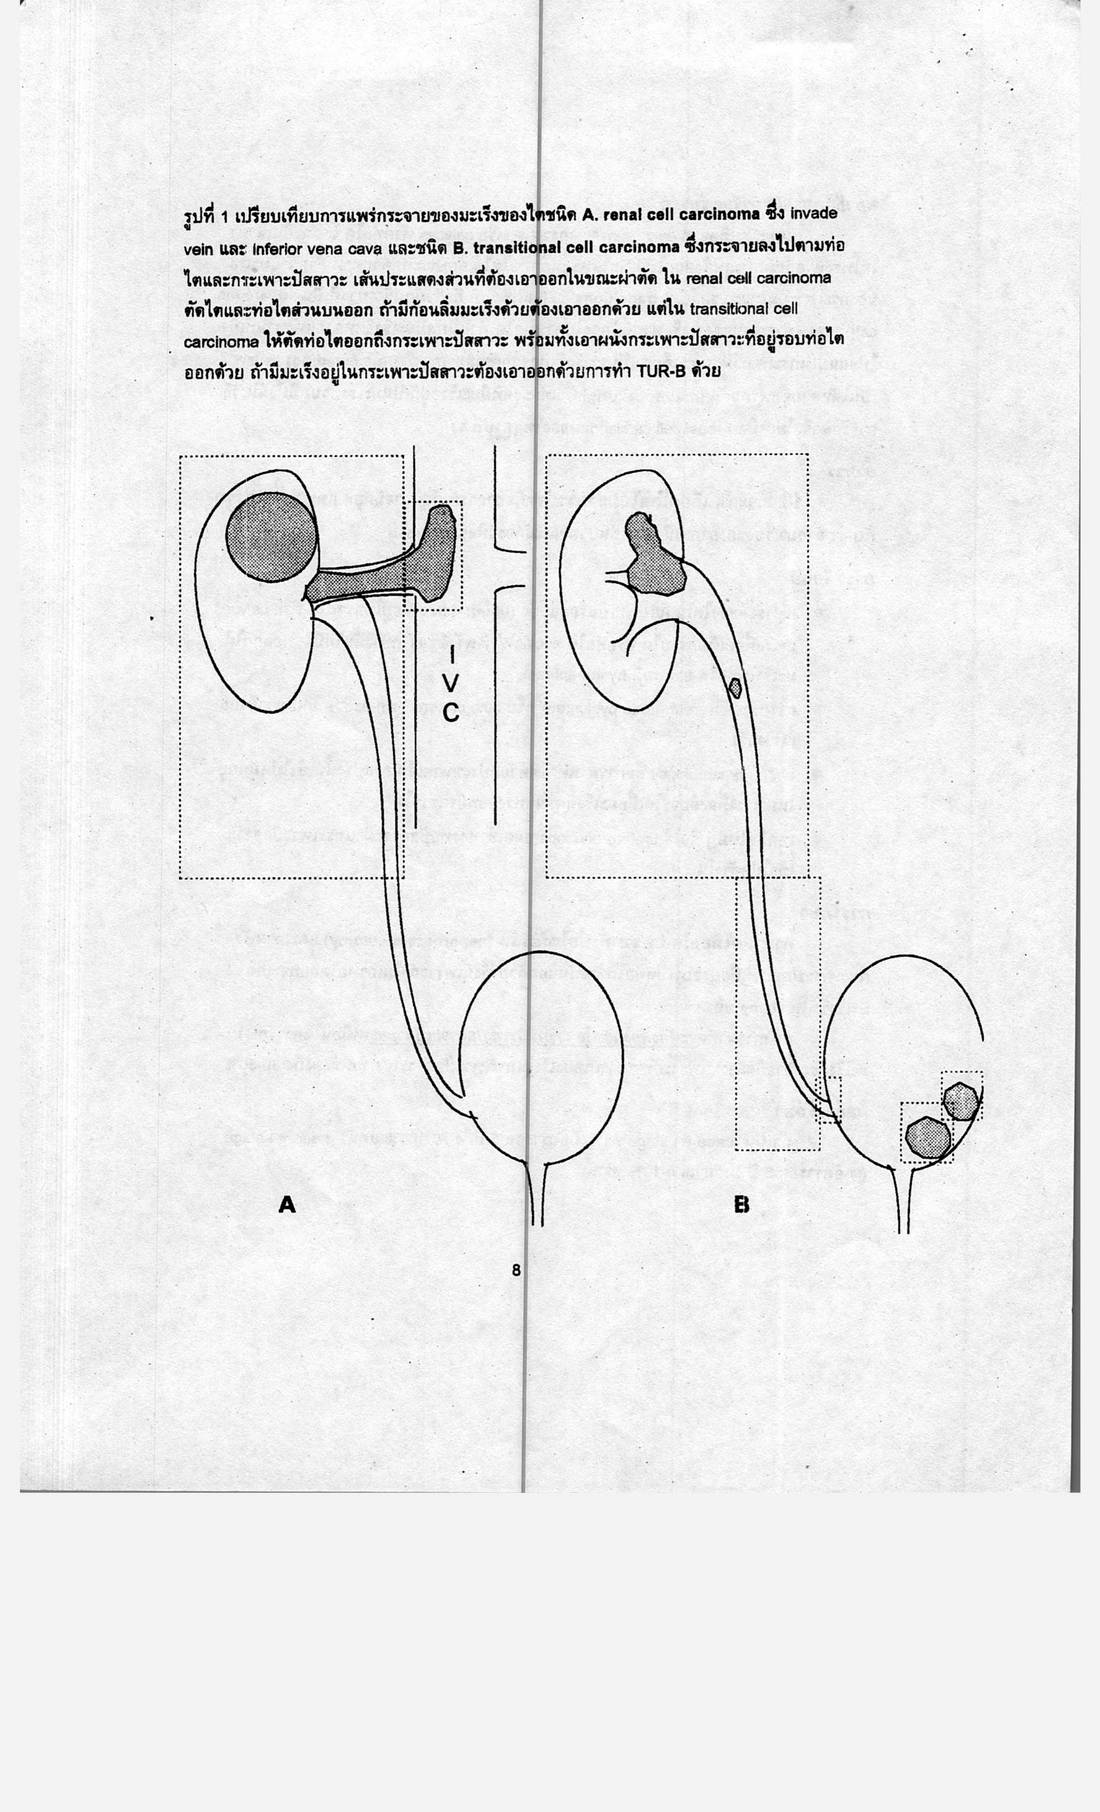 รูปที่ 1 เปรียบเทียบการแพร่กระจายของมะเร็งของไตชนิด A. renal cell carcinoma ซึ่ง invade
vein และ inferior vena cava และชนิด B. transitional cell carcinoma ซึ่งกระจายลงไปตามท่อ
ไตและกระเพาะปัสสาวะ เส้นประแสดงส่วนที่ต้องเอาออกในขณะผ่าตัด ใน renal cell carcinoma
ตัดไตและท่อไตส่วนบนออก ถ้ามีก้อนลิ่มมะเร็งด้วยต้องเอาออกด้วย แต่ใน transitional cell
carcinoma ให้ตัดท่อไตออกถึงกระเพาะปัสสาวะ พร้อมทั้งเอาผนังกระเพาะปัสสาวะที่อยู่รอบท่อไต
ออกด้วย ถ้ามีมะเร็งอยู่ในกระเพาะปัสสาวะต้องเอาออกด้วยการทำ TUR-B ด้วย
I
V
C
A
B
8